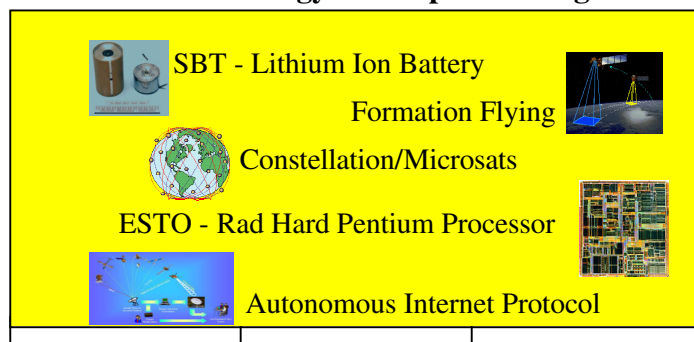 SBT - Lithium Ion Battery
Formation Flying
Constellation/Microsats
ESTO - Rad Hard Pentium Processor
Autonomous Internet Protocol